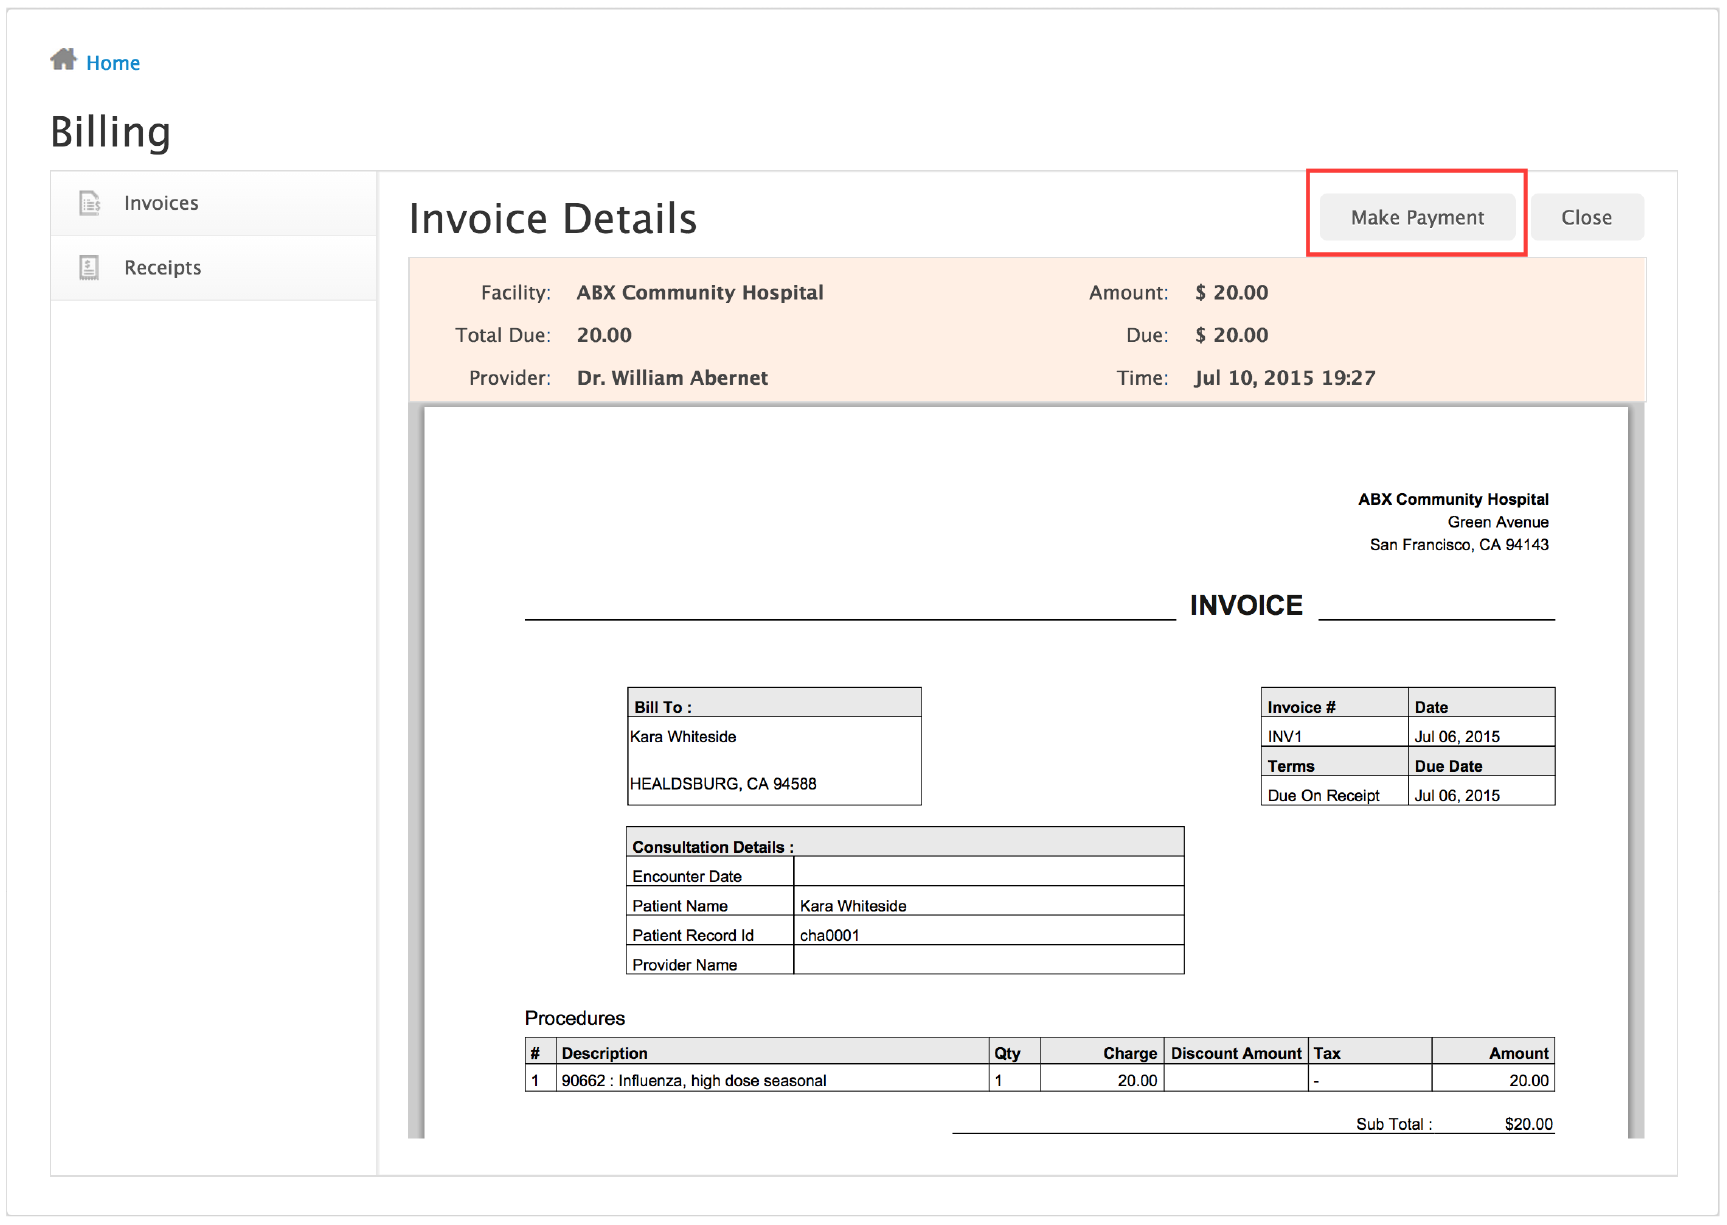 Home
Billing
Invoices
Receipts
Invoice Details
Make Payment
Close
Facility: ABX Community Hospital Amount: $ 20.00
Total Due: 20.00 Due: $ 20.00
Provider: Dr. William Abernet Time: Jul 10, 2015 19:27
ABX Community Hospital
Green Avenue
San Francisco, CA 94143
INVOICE
Bill To :
Kara Whiteside
HEALDSBURG, CA 94588
Invoice # Date
INV1 Jul 06, 2015
Terms Due Date
Due On Receipt Jul 06, 2015
Consultation Details :
Encounter Date
Patient Name Kara Whiteside
Patient Record Id cha0001
Provider Name
Procedures
# Description Qty Charge Discount Amount Tax Amount
1 90662 : Influenza, high dose seasonal 1 20.00 - 20.00
Sub Total : $20.00